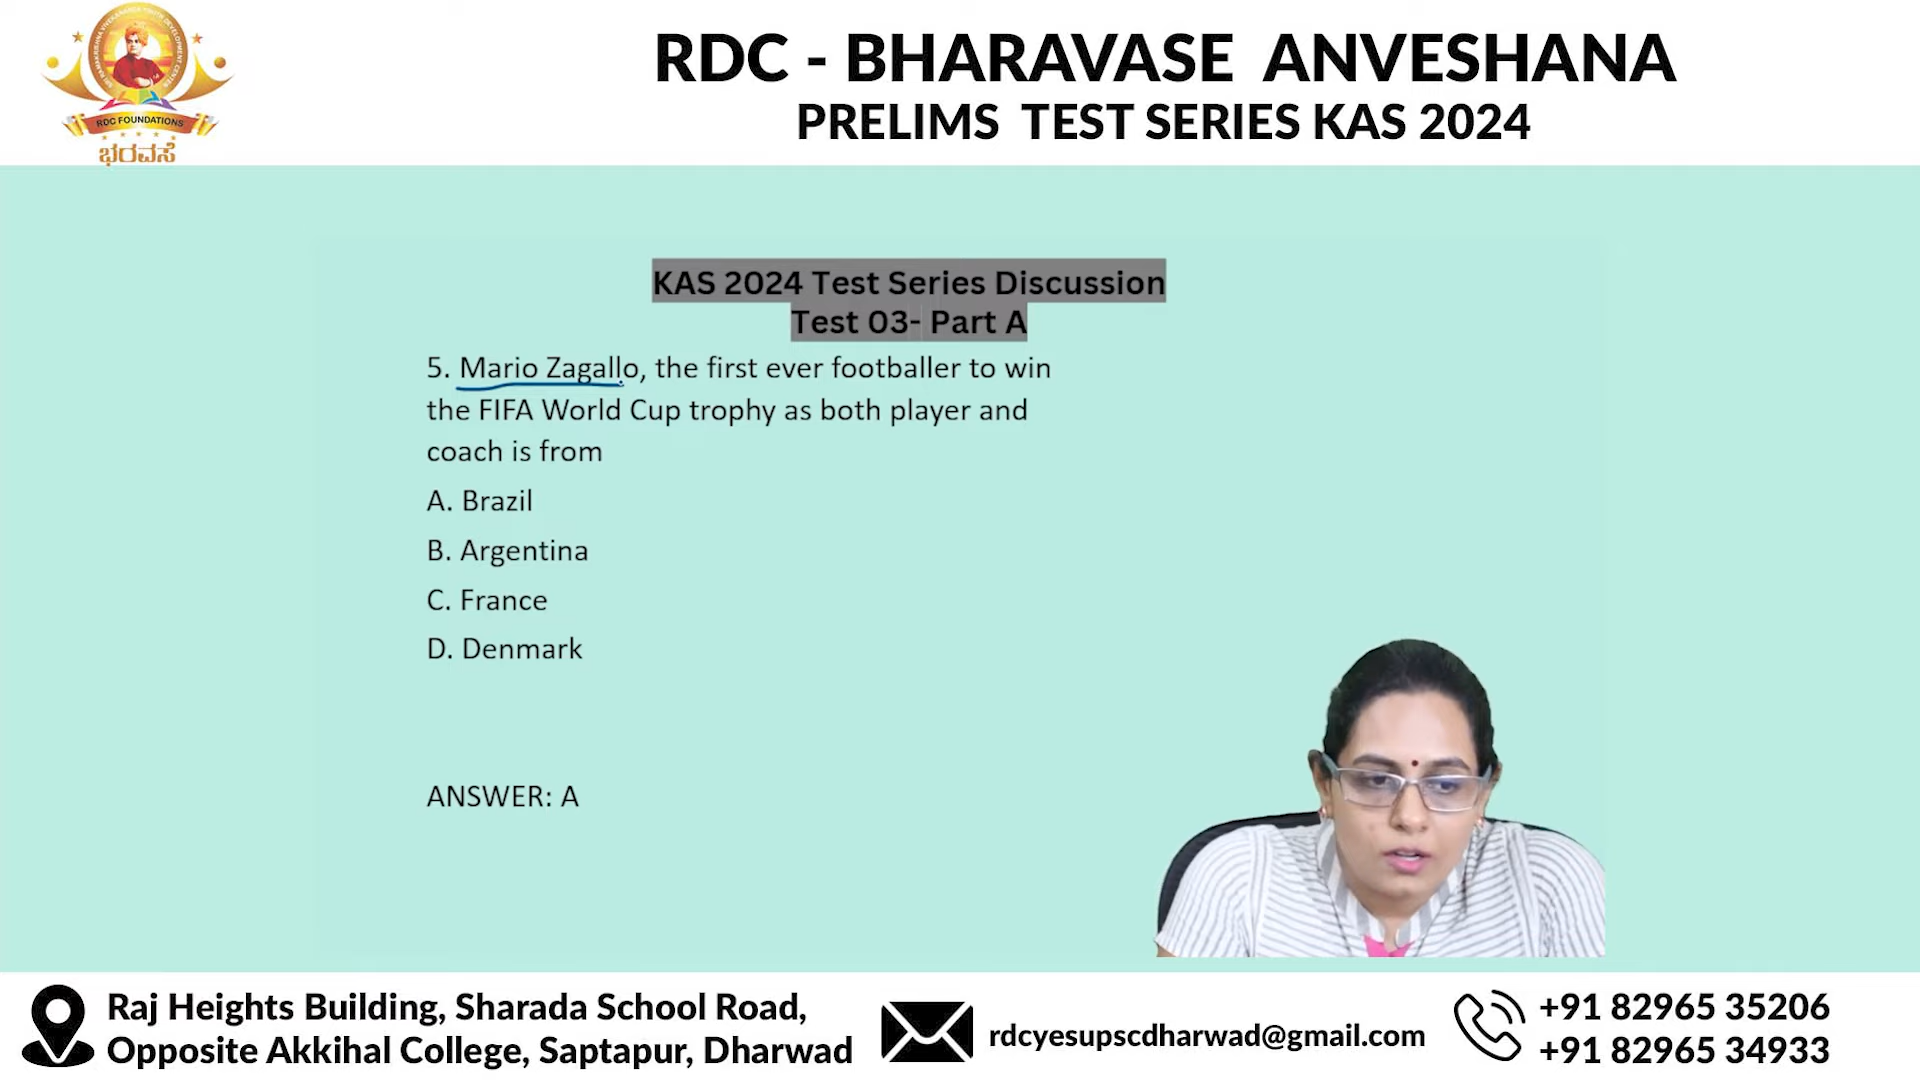 RDC FOUNDATIONS
ಭರವಸೆ
RDC - BHARAVASE ANVESHANA
PRELIMS TEST SERIES KAS 2024
KAS 2024 Test Series Discussion
Test 03- Part A
5. Mario Zagallo, the first ever footballer to win
the FIFA World Cup trophy as both player and
coach is from
A. Brazil
B. Argentina
C. France
D. Denmark
ANSWER: A
Raj Heights Building, Sharada School Road,
Opposite Akkihal College, Saptapur, Dharwad
rdcyesupscdharwad@gmail.com
+91 82965 35206
+91 82965 34933